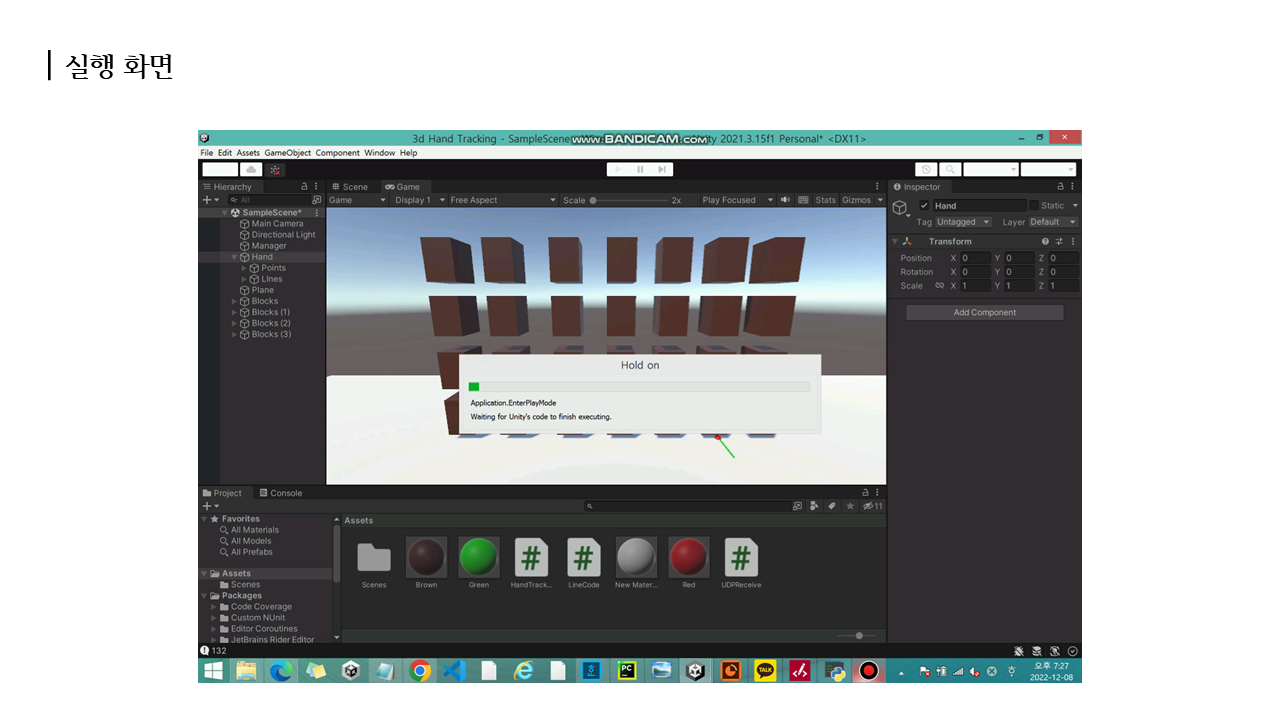 실행 화면
3d Hand Tracking - SampleScene
www.BANDICAM.com
ty 2021.3.15f1 Personal* <DX11>
File Edit Assets GameObject Component Window Help
Hierarchy
Scene
Game
Inspector
All
Game
Display 1
Free Aspect
Scale
2x
Play Focused
Stats
Gizmos
SampleScene*
Main Camera
Directional Light
Manager
Hand
Points
LInes
Plane
Blocks
Blocks (1)
Blocks (2)
Blocks (3)
Hand
Static
Tag Untagged
Layer Default
Transform
Position X 0 Y 0 Z 0
Rotation X 0 Y 0 Z 0
Scale X 1 Y 1 Z 1
Add Component
Hold on
Application.EnterPlayMode
Waiting for Unity's code to finish executing.
Project
Console
11
Favorites
All Materials
All Models
All Prefabs
Assets
Scenes
Packages
Code Coverage
Custom NUnit
Editor Coroutines
JetBrains Rider Editor
Assets
Scenes
Brown
Green
HandTrack...
LineCode
New Mater...
Red
UDPReceive
132
PC
TALK
오후 7:27
2022-12-08